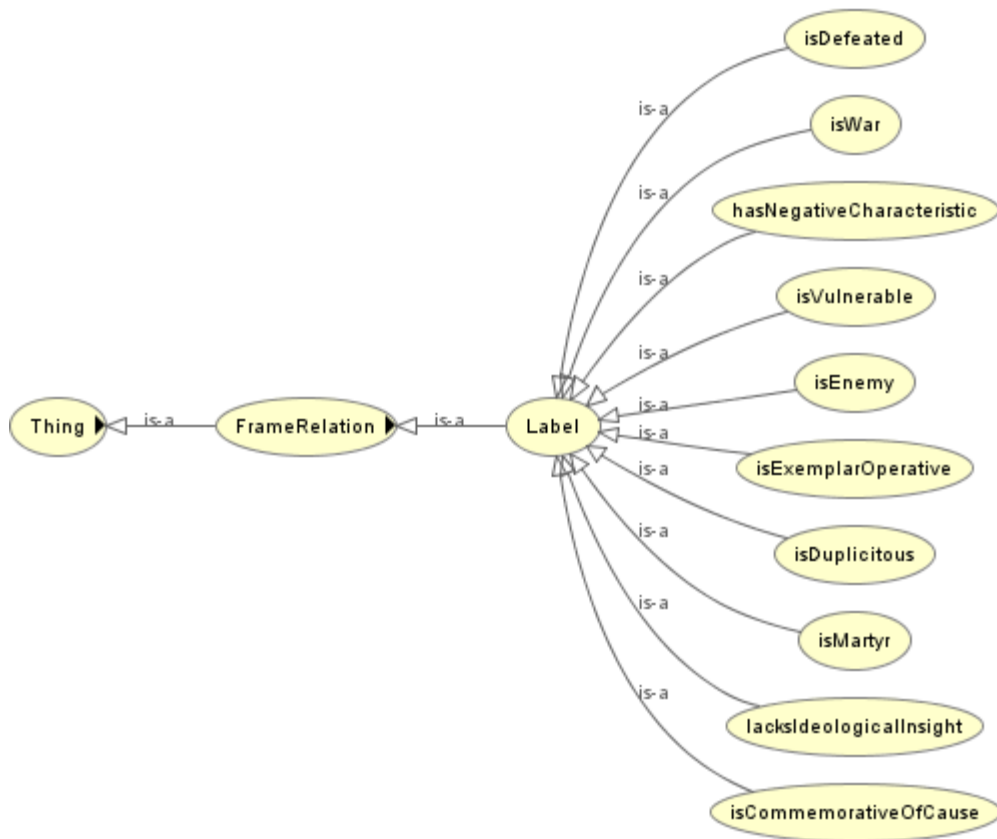 isDefeated
is-a
isWar
is-a
hasNegativeCharacteristic
is-a
isVulnerable
is-a
isEnemy
is-a
Thing
is-a
FrameRelation
is-a
Label
is-a
isExemplarOperative
is-a
isDuplicitous
is-a
isMartyr
is-a
lacksIdeologicalInsight
is-a
isCommemorativeOfCause